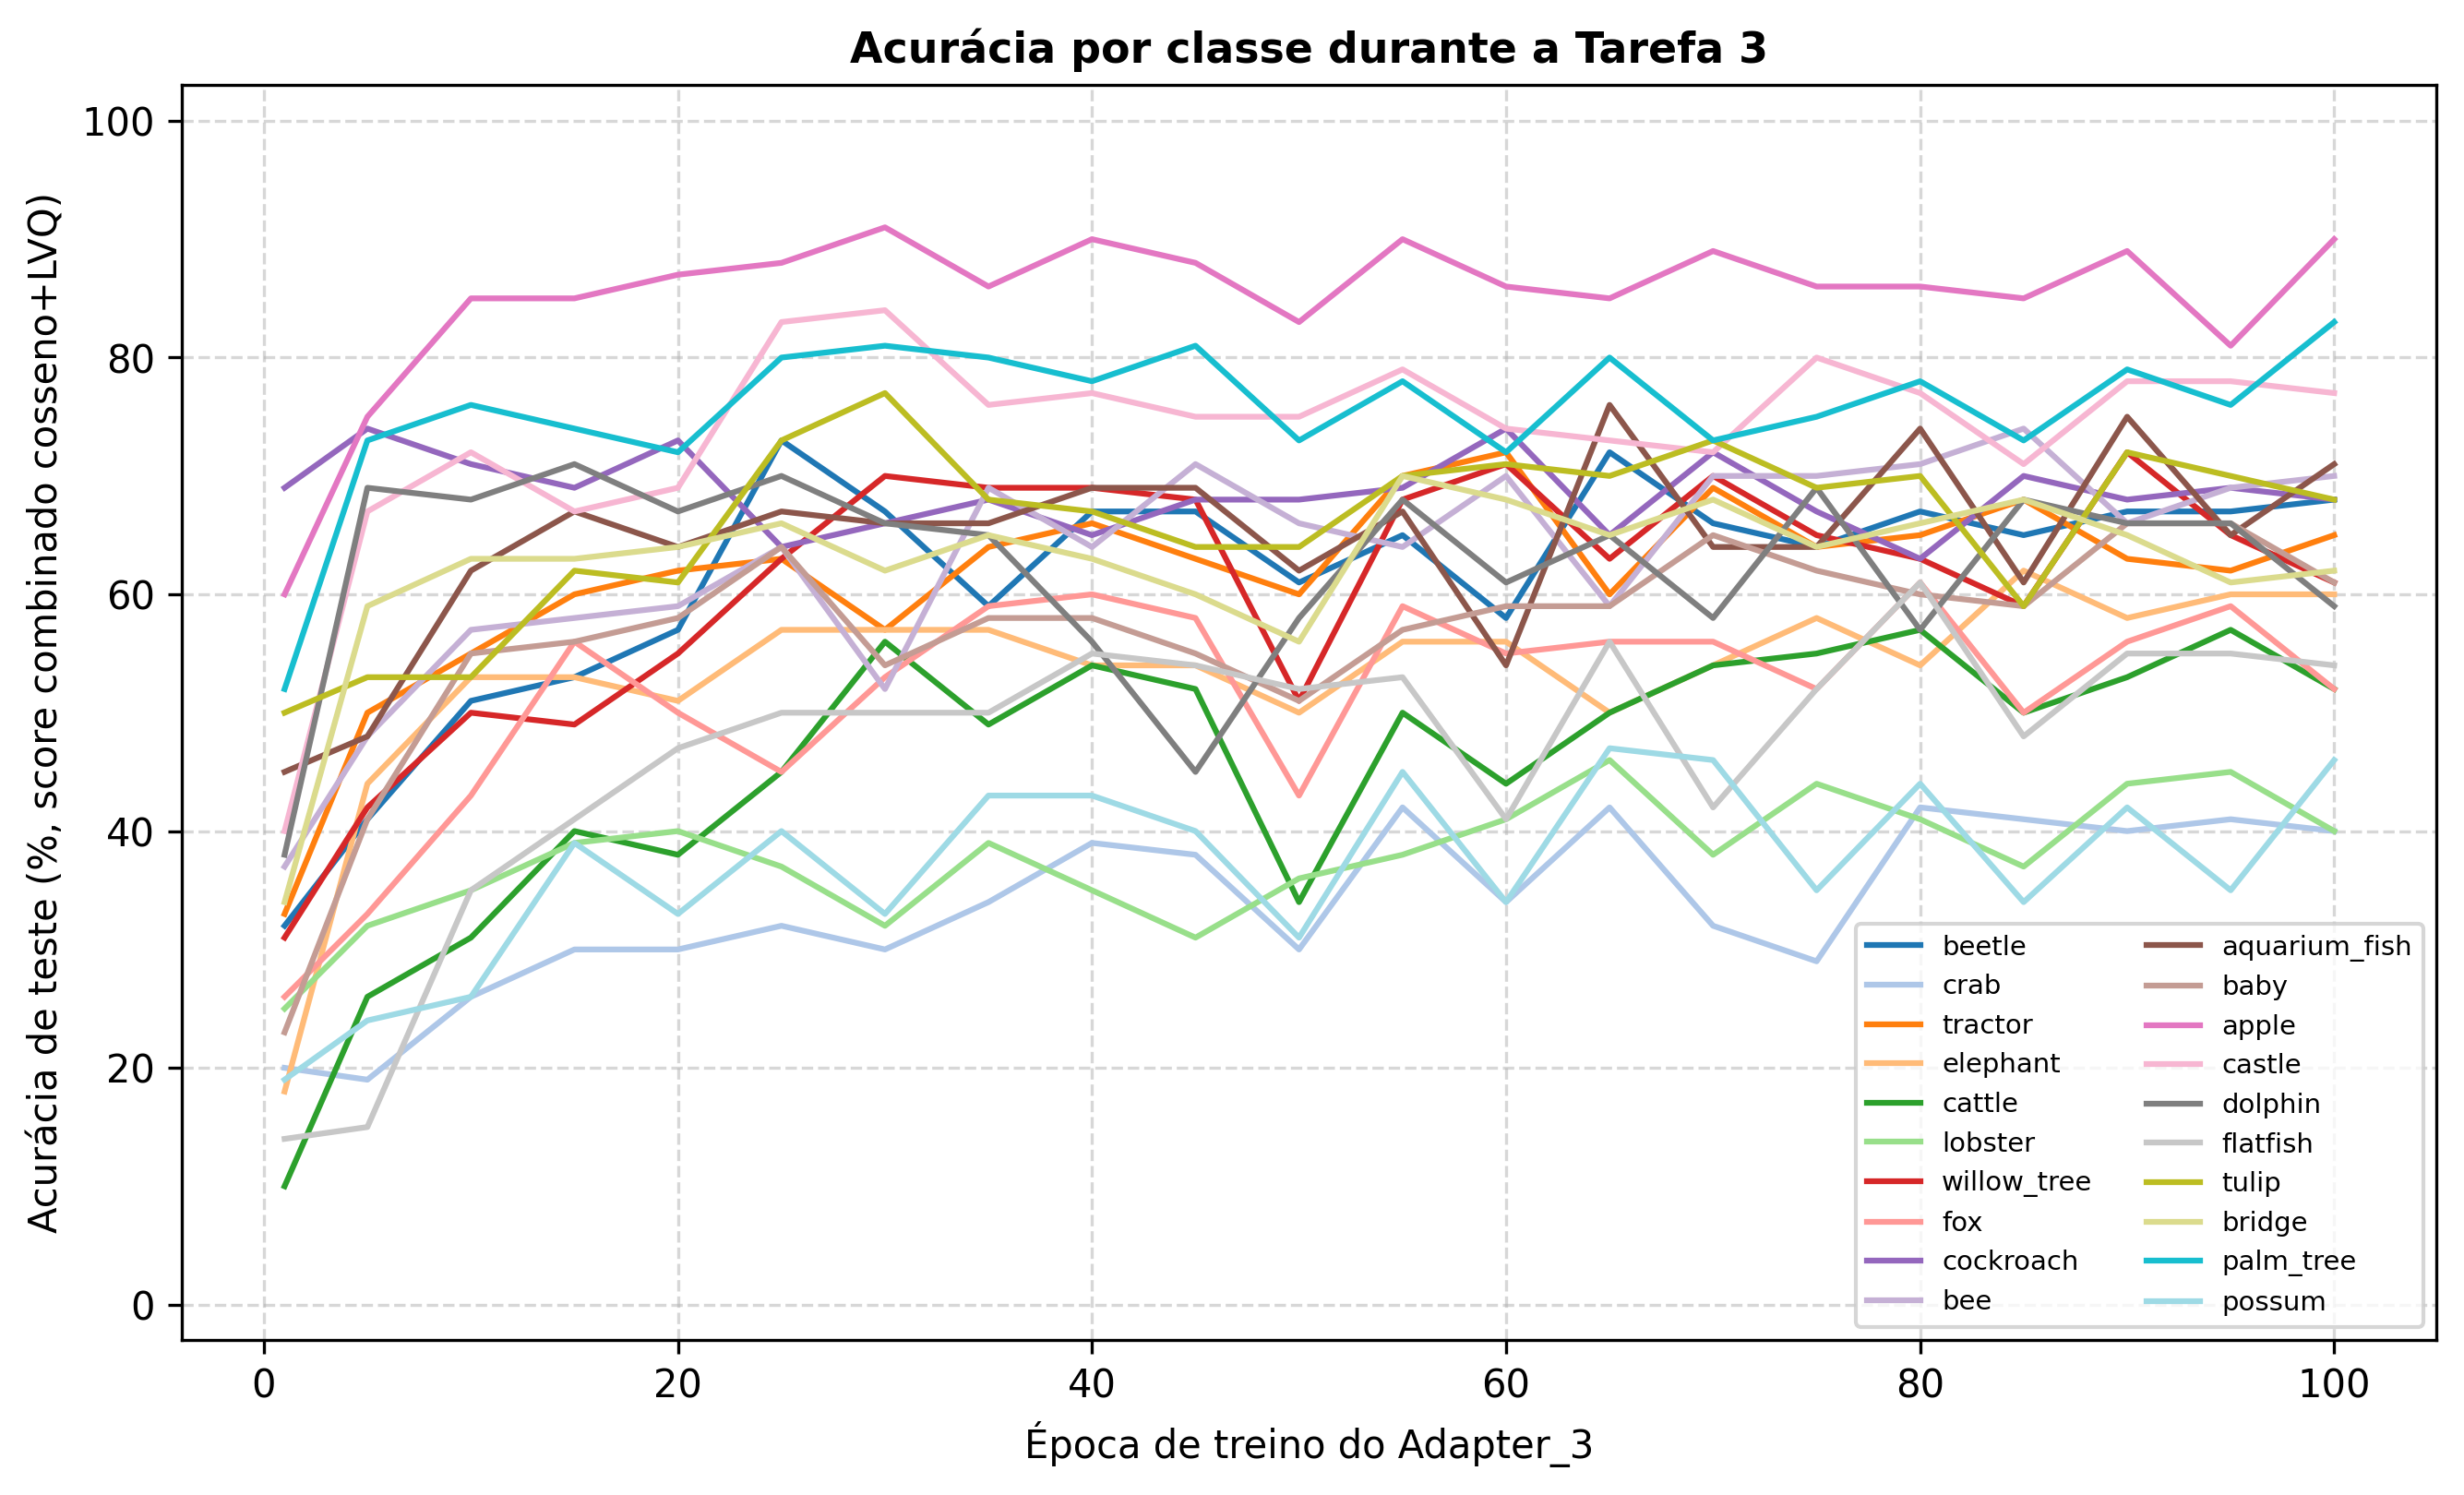 Acurácia por classe durante a Tarefa 3
Acurácia de teste (%, score combinado cosseno+LVQ)
100
80
60
40
20
0
0 20 40 60 80 100
Época de treino do Adapter_3
beetle
crab
tractor
elephant
cattle
lobster
willow_tree
fox
cockroach
bee
aquarium_fish
baby
apple
castle
dolphin
flatfish
tulip
bridge
palm_tree
possum